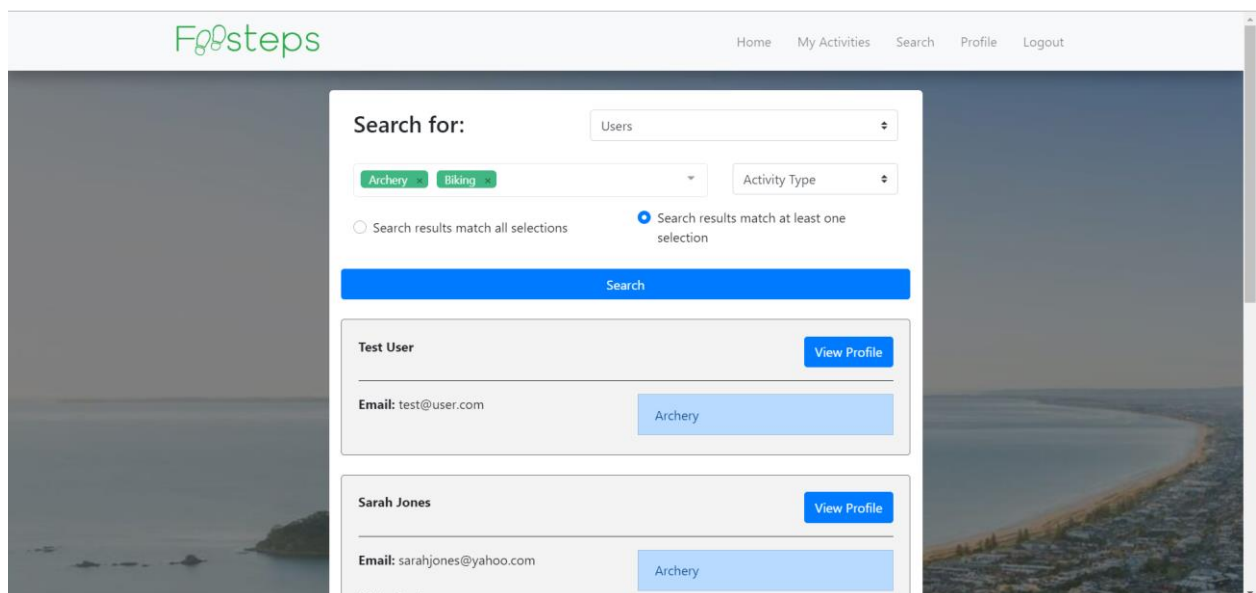 Footsteps
Home My Activities Search Profile Logout
Search for: Users
Archery × Biking × Activity Type
Search results match all selections
Search results match at least one
selection
Search
Test User View Profile
Email: test@user.com Archery
Sarah Jones View Profile
Email: sarahjones@yahoo.com Archery